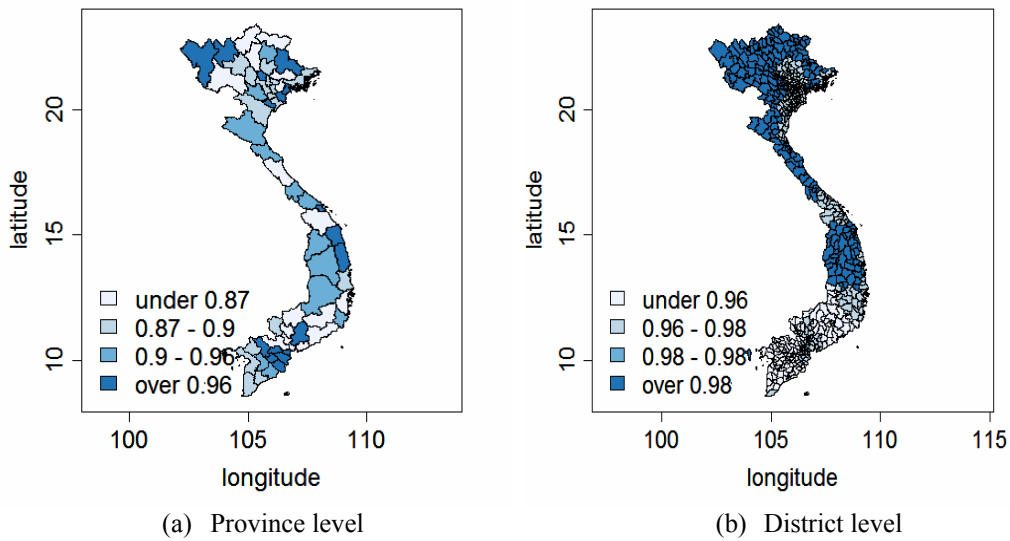 20
15
10
latitude
under 0.87
0.87 - 0.9
0.9 - 0.96
over 0.96
100 105 110
longitude
(a) Province level
20
15
10
latitude
under 0.96
0.96 - 0.98
0.98 - 0.98
over 0.98
100 105 110 115
longitude
(b) District level